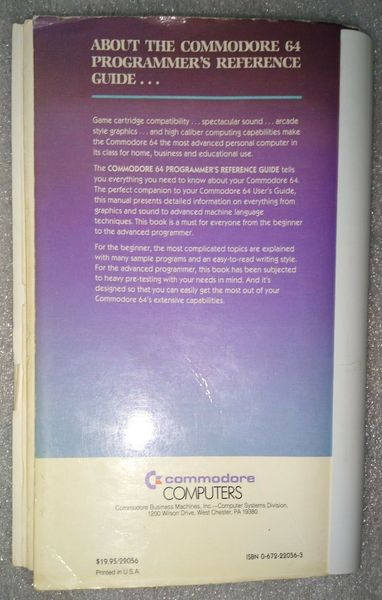 ABOUT THE COMMODORE 64
PROGRAMMER'S REFERENCE
GUIDE . . .
Game cartridge compatibility . . . spectacular sound . . . arcade
style graphics . . . and high caliber computing capabilities make
the Commodore 64 the most advanced personal computer in
its class for home, business and educational use.
The COMMODORE 64 PROGRAMMER'S REFERENCE GUIDE tells
you everything you need to know about your Commodore 64.
The perfect companion to your Commodore 64 User's Guide,
this manual presents detailed information on everything from
graphics and sound to advanced machine language
techniques. This book is a must for everyone from the beginner
to the advanced programmer.
For the beginner, the most complicated topics are explained
with many sample programs and an easy-to-read writing style.
For the advanced programmer, this book has been subjected
to heavy pre-testing with your needs in mind. And it's
designed so that you can easily get the most out of your
Commodore 64's extensive capabilities.
commodore
COMPUTERS
Commodore Business Machines, Inc.—Computer Systems Division,
1200 Wilson Drive, West Chester, PA 19380
$19.95/22056
ISBN 0-672-22056-3
Printed in U.S.A.